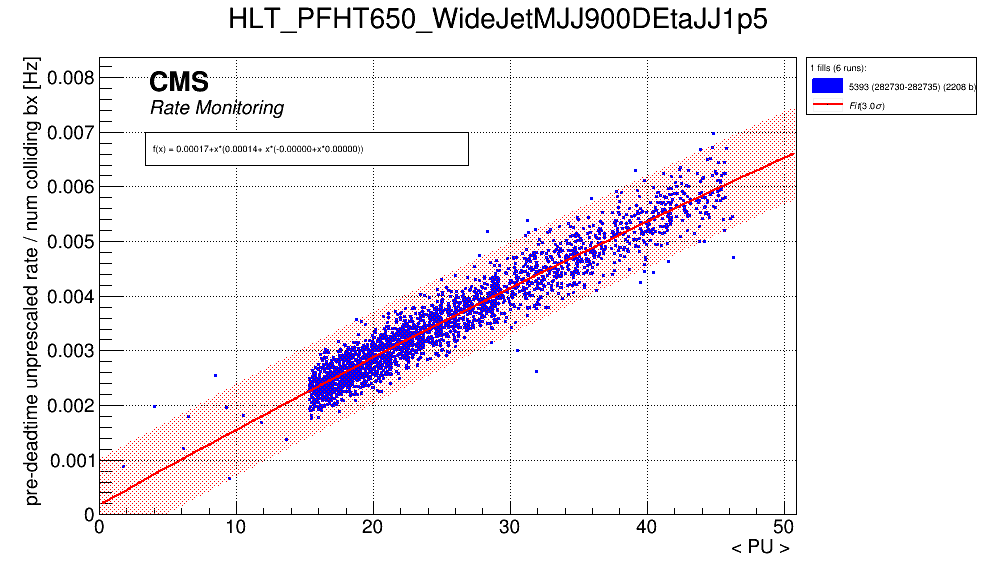 HLT_PFHT650_WideJetMJJ900DEtaJJ1p5
pre-deadtime unprescaled rate / num colliding bx [Hz]
0.008
0.007
0.006
0.005
0.004
0.003
0.002
0.001
0
CMS
Rate Monitoring
f(x) = 0.00017+x*(0.00014+ x*(-0.00000+x*0.00000))
1 fills (6 runs):
5393 (282730-282735) (2208 b)
Fit(3.0σ)
0 10 20 30 40 50
< PU >